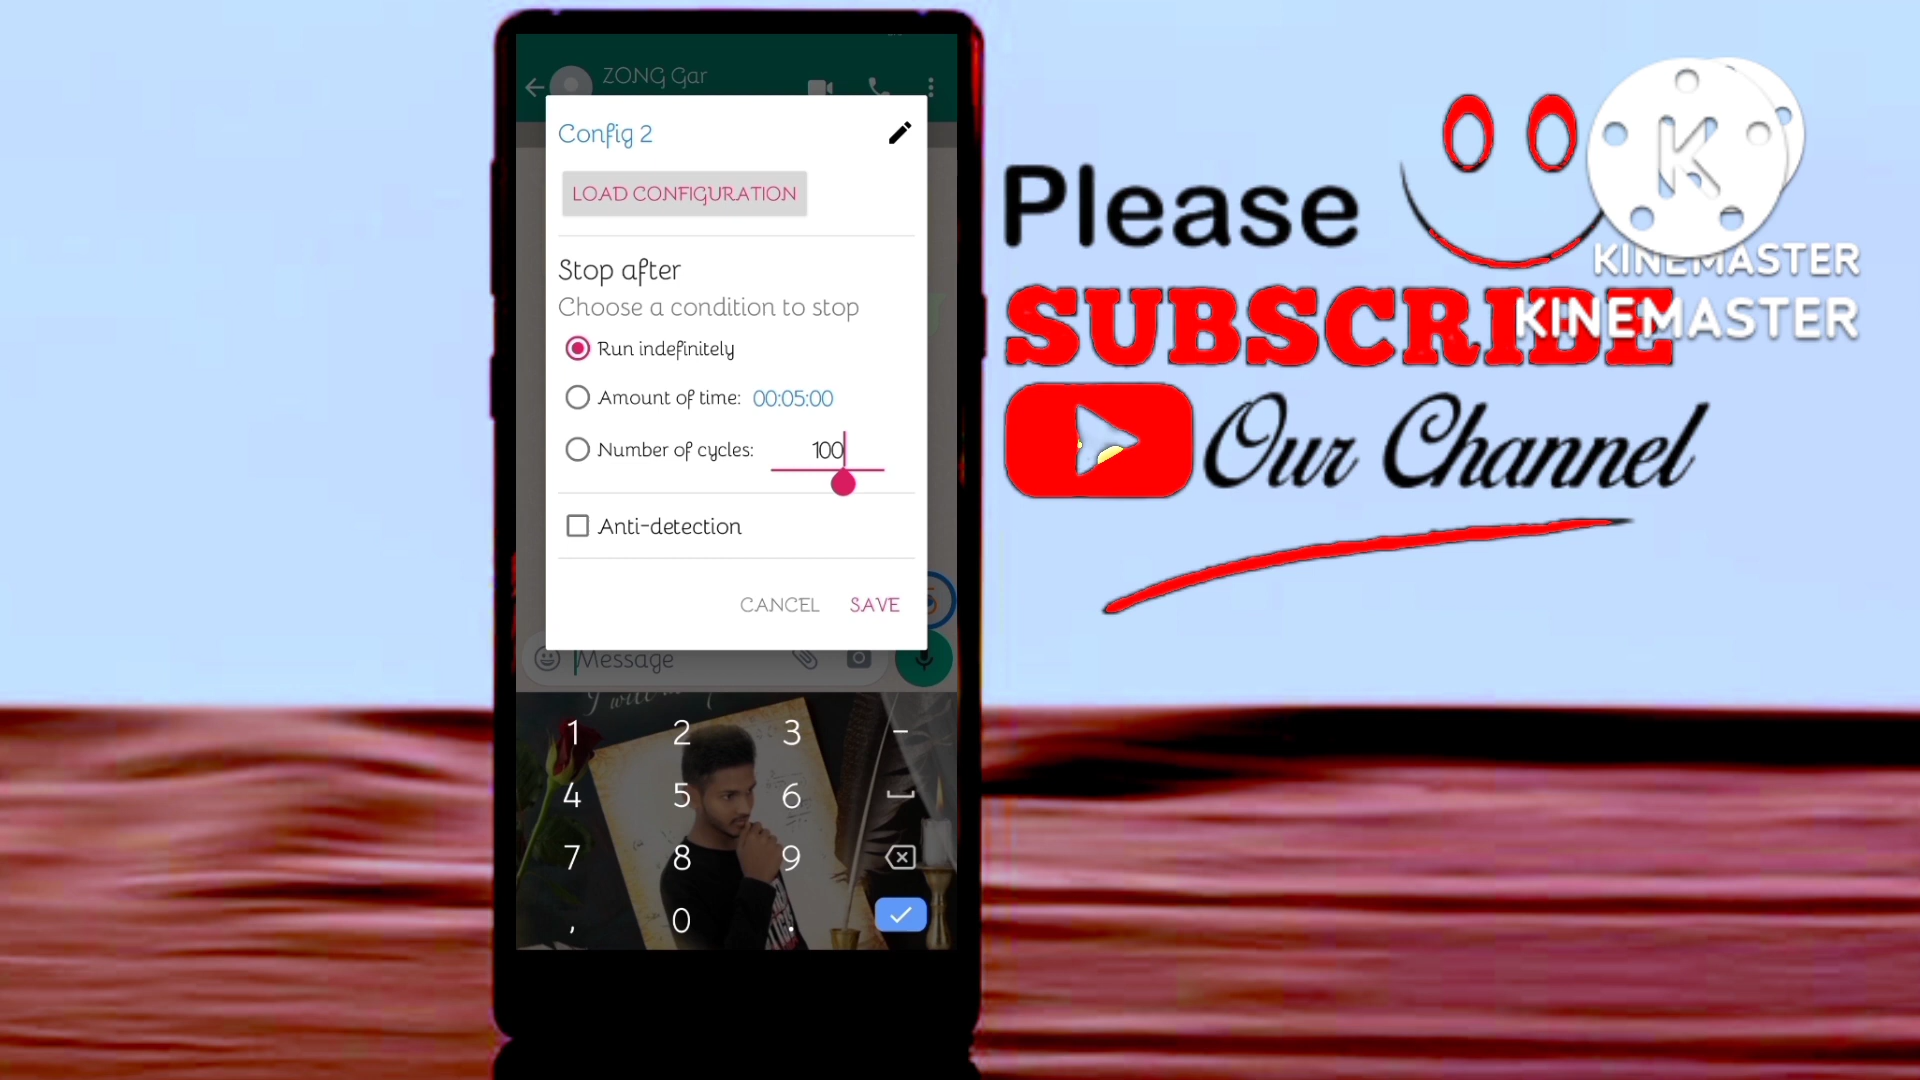 ZONG Gar
Config 2
LOAD CONFIGURATION
Stop after
Choose a condition to stop
Run indefinitely
Amount of time: 00:05:00
Number of cycles: 100
Anti-detection
CANCEL SAVE
Message
1 2 3 -
4 5 6
7 8 9
, 0 .
Please
SUBSCRIBE
Our Channel
K
KINEMASTER
KINEMASTER